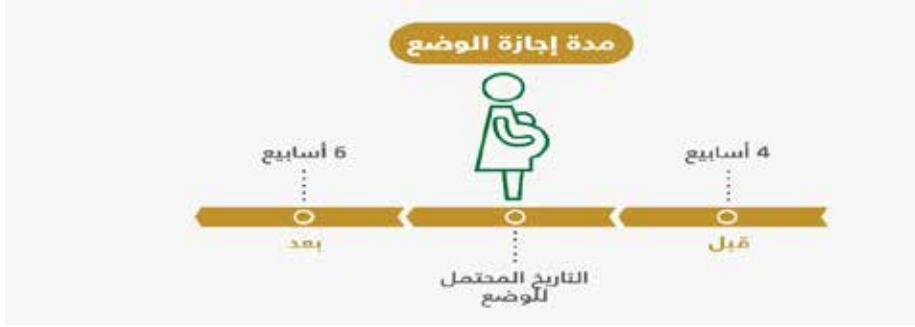 مدة إجازة الوضع
4 أسابيع
6 أسابيع
قبل
بعد
التاريخ المحتمل
للوضع